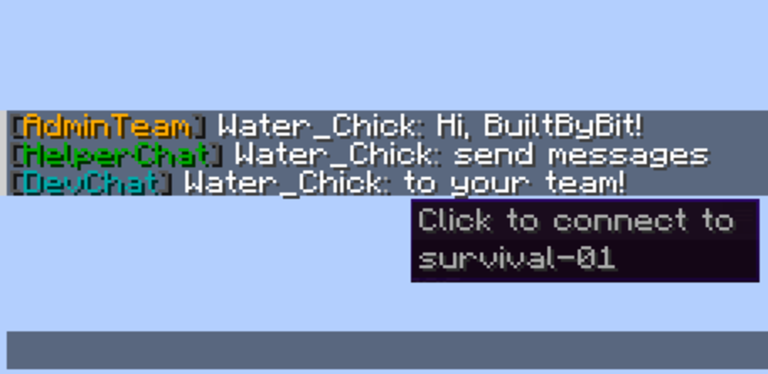 [AdminTeam] Water_Chick: Hi, BuiltByBit!
[HelperChat] Water_Chick: send messages
[DevChat] Water_Chick: to your team!
Click to connect to
survival-01